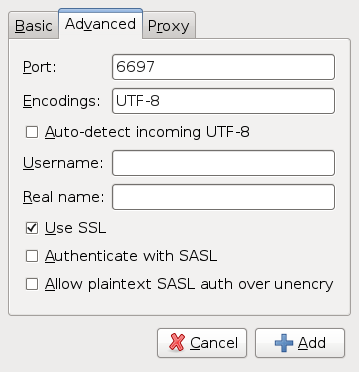 Basic Advanced Proxy
Port: 6697
Encodings: UTF-8
Auto-detect incoming UTF-8
Username:
Real name:
Use SSL
Authenticate with SASL
Allow plaintext SASL auth over unencry
Cancel Add